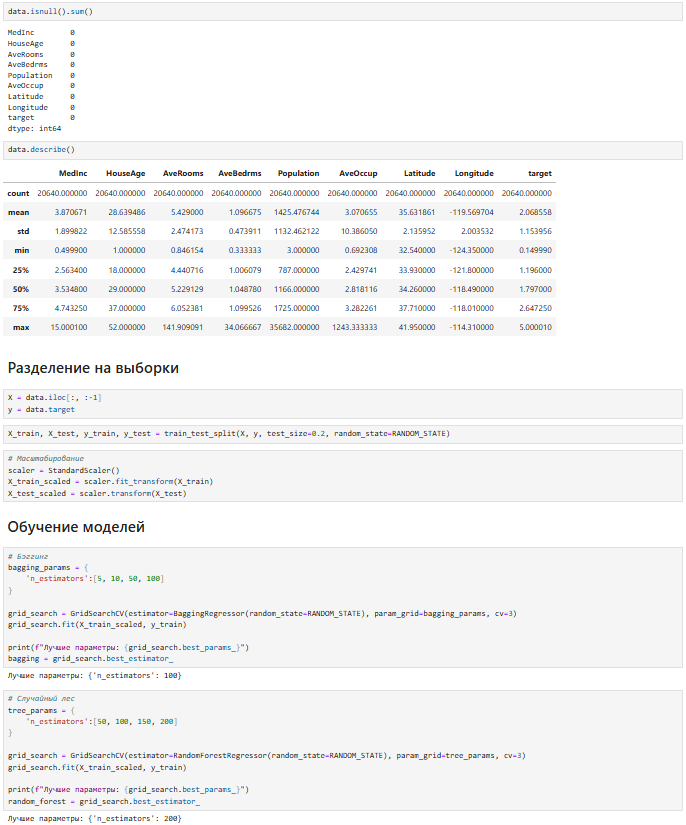 data.isnull().sum()
MedInc 0
HouseAge 0
AveRooms 0
AveBedrms 0
Population 0
AveOccup 0
Latitude 0
Longitude 0
target 0
dtype: int64
data.describe()
MedInc HouseAge AveRooms AveBedrms Population AveOccup Latitude Longitude target
count 20640.000000 20640.000000 20640.000000 20640.000000 20640.000000 20640.000000 20640.000000 20640.000000 20640.000000
mean 3.870671 28.639486 5.429000 1.096675 1425.476744 3.070655 35.631861 -119.569704 2.068558
std 1.899822 12.585558 2.474173 0.473911 1132.462122 10.386050 2.135952 2.003532 1.153956
min 0.499900 1.000000 0.846154 0.333333 3.000000 0.692308 32.540000 -124.350000 0.149990
25% 2.563400 18.000000 4.440716 1.006079 787.000000 2.429741 33.930000 -121.800000 1.196000
50% 3.534800 29.000000 5.229129 1.048780 1166.000000 2.818116 34.260000 -118.490000 1.797000
75% 4.743250 37.000000 6.052381 1.099526 1725.000000 3.282261 37.710000 -118.010000 2.647250
max 15.000100 52.000000 141.909091 34.066667 35682.000000 1243.333333 41.950000 -114.310000 5.000010
Разделение на выборки
X = data.iloc[:, :-1]
y = data.target
X_train, X_test, y_train, y_test = train_test_split(X, y, test_size=0.2, random_state=RANDOM_STATE)
# Масштабирование
scaler = StandardScaler()
X_train_scaled = scaler.fit_transform(X_train)
X_test_scaled = scaler.transform(X_test)
Обучение моделей
# Бэггинг
bagging_params = {
'n_estimators':[5, 10, 50, 100]
}
grid_search = GridSearchCV(estimator=BaggingRegressor(random_state=RANDOM_STATE), param_grid=bagging_params, cv=3)
grid_search.fit(X_train_scaled, y_train)
print(f"Лучшие параметры: {grid_search.best_params_}")
bagging = grid_search.best_estimator_
Лучшие параметры: {'n_estimators': 100}
# Случайный лес
tree_params = {
'n_estimators':[50, 100, 150, 200]
}
grid_search = GridSearchCV(estimator=RandomForestRegressor(random_state=RANDOM_STATE), param_grid=tree_params, cv=3)
grid_search.fit(X_train_scaled, y_train)
print(f"Лучшие параметры: {grid_search.best_params_}")
random_forest = grid_search.best_estimator_
Лучшие параметры: {'n_estimators': 200}